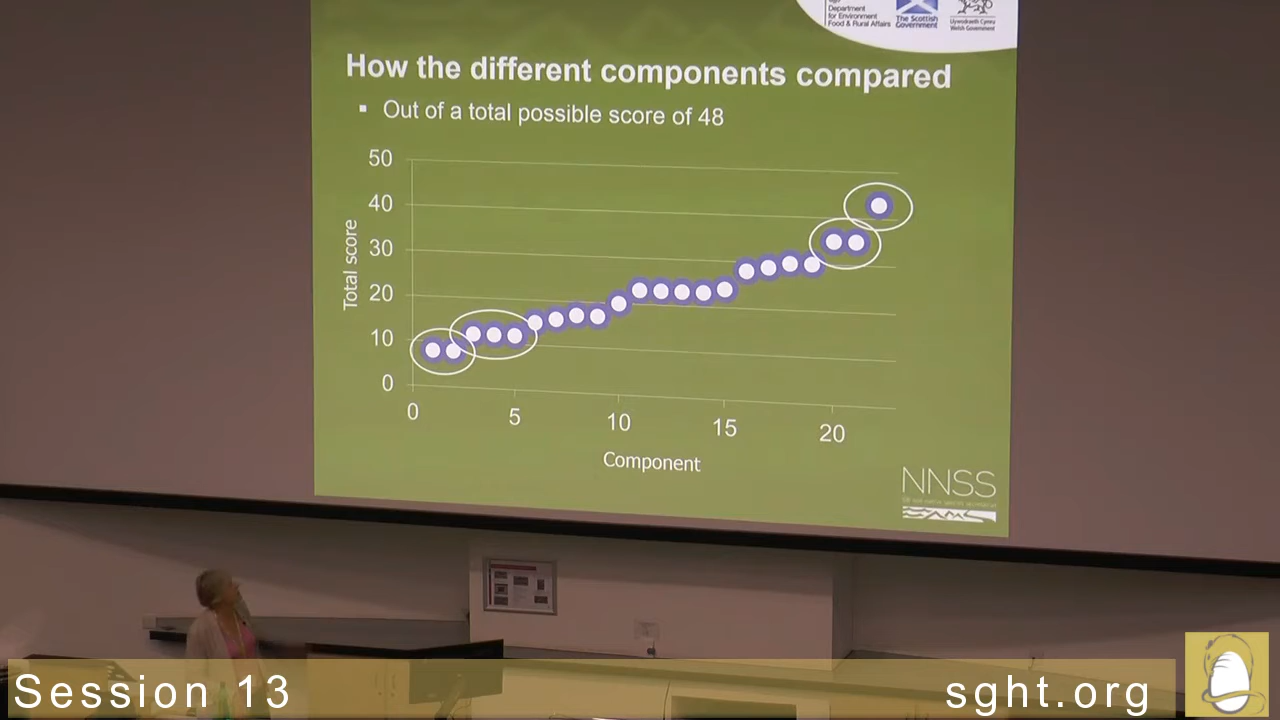 Department
for Environment
Food & Rural Affairs
The Scottish
Government
Llywodraeth Cymru
Welsh Government
How the different components compared
Out of a total possible score of 48
50
40
30
20
10
0
Total score
0
5
10
15
20
Component
NNSS
Session 13
sght.org